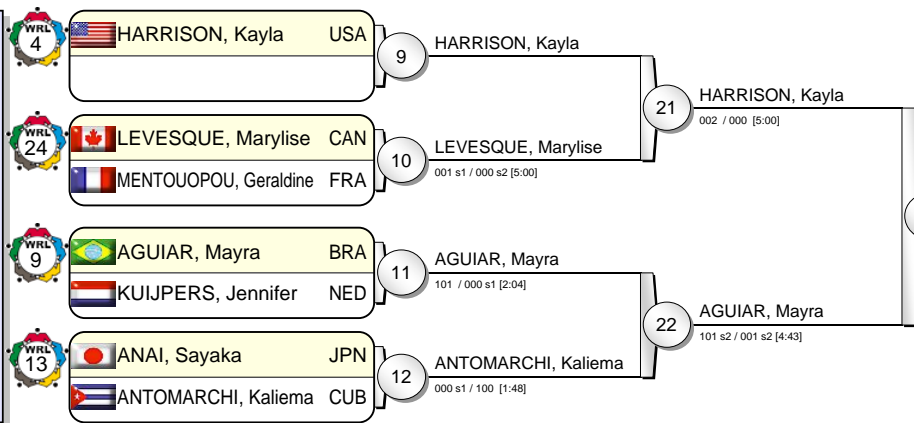 WRL 4 HARRISON, Kayla USA
9 HARRISON, Kayla
21 HARRISON, Kayla
002 / 000 [5:00]
WRL 24 LEVESQUE, Marylise CAN
MENTOUOPOU, Geraldine FRA
10 LEVESQUE, Marylise
001 s1 / 000 s2 [5:00]
WRL 9 AGUIAR, Mayra BRA
KUIJPERS, Jennifer NED
11 AGUIAR, Mayra
101 / 000 s1 [2:04]
22 AGUIAR, Mayra
101 s2 / 001 s2 [4:43]
WRL 13 ANAI, Sayaka JPN
ANTOMARCHI, Kaliema CUB
12 ANTOMARCHI, Kaliema
000 s1 / 100 [1:48]